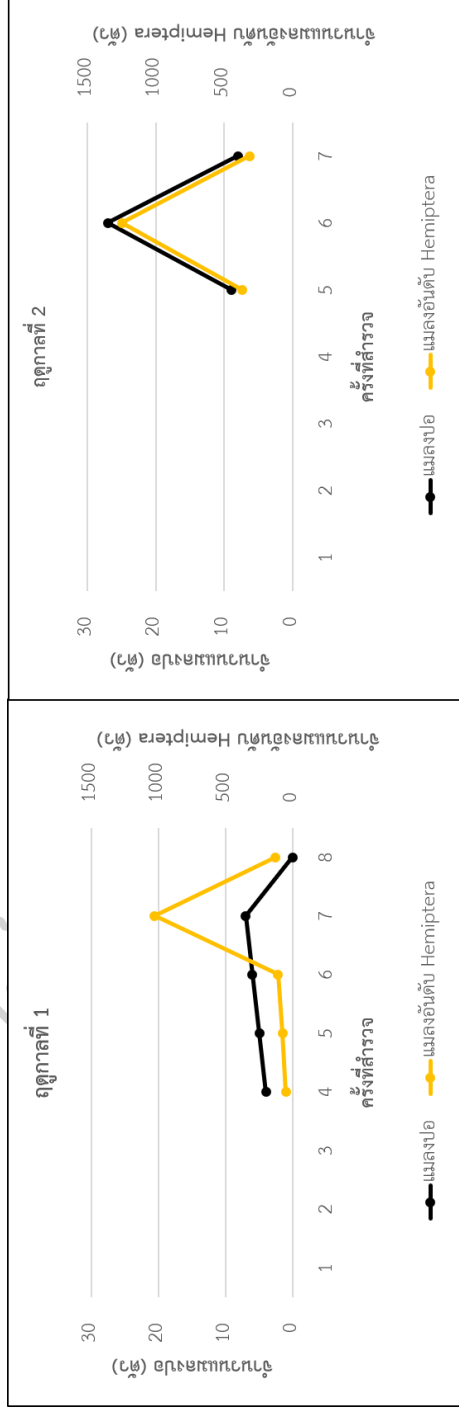 ฤดูกาลที่ 1
จำนวนแมลงปอ (ตัว)
30
20
10
0
จำนวนแมลงอันดับ Hemiptera (ตัว)
1500
1000
500
0
1 2 3 4 5 6 7 8
ครั้งที่สำรวจ
แมลงปอ แมลงอันดับ Hemiptera
ฤดูกาลที่ 2
จำนวนแมลงปอ (ตัว)
30
20
10
0
จำนวนแมลงอันดับ Hemiptera (ตัว)
1500
1000
500
0
1 2 3 4 5 6 7
ครั้งที่สำรวจ
แมลงปอ แมลงอันดับ Hemiptera